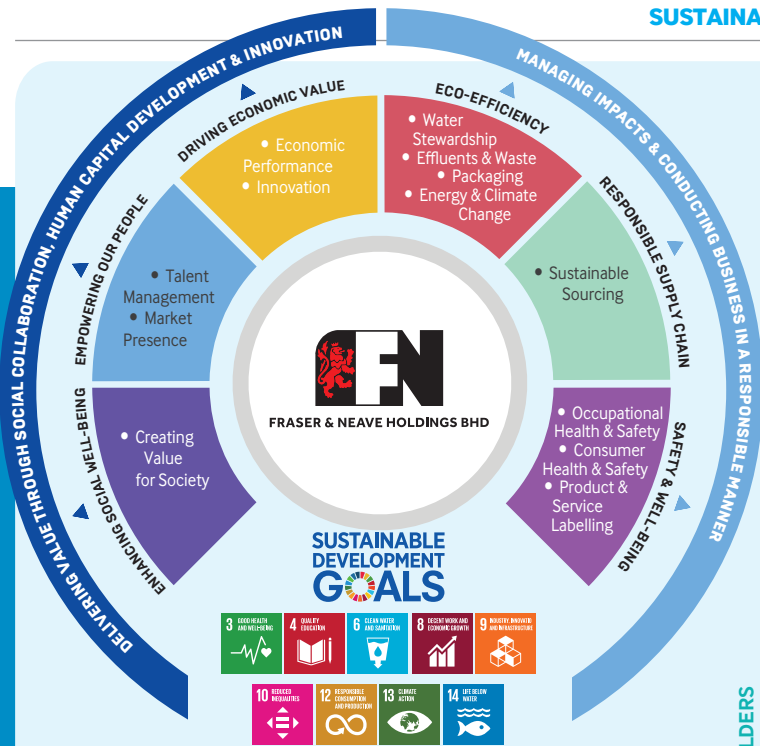 SUSTAINA
DELIVERING VALUE THROUGH SOCIAL COLLABORATION, HUMAN CAPITAL DEVELOPMENT & INNOVATION
MANAGING IMPACTS & CONDUCTING BUSINESS IN A RESPONSIBLE MANNER
DRIVING ECONOMIC VALUE
• Economic
Performance
• Innovation
ECO-EFFICIENCY
• Water
Stewardship
• Effluents & Waste
• Packaging
• Energy & Climate
Change
EMPOWERING OUR PEOPLE
• Talent
Management
• Market
Presence
RESPONSIBLE SUPPLY CHAIN
• Sustainable
Sourcing
ENHANCING SOCIAL WELL-BEING
• Creating
Value
for Society
SAFETY & WELL-BEING
• Occupational
Health & Safety
• Consumer
Health & Safety
• Product &
Service
Labelling
FN
FRASER & NEAVE HOLDINGS BHD
SUSTAINABLE
DEVELOPMENT
GOALS
3 GOOD HEALTH
AND WELL-BEING
4 QUALITY
EDUCATION
6 CLEAN WATER
AND SANITATION
8 DECENT WORK AND
ECONOMIC GROWTH
9 INDUSTRY, INNOVATIO
AND INFRASTRUCTURE
10 REDUCED
INEQUALITIES
12 RESPONSIBLE
CONSUMPTION
AND PRODUCTION
13 CLIMATE
ACTION
14 LIFE BELOW
WATER
LDERS